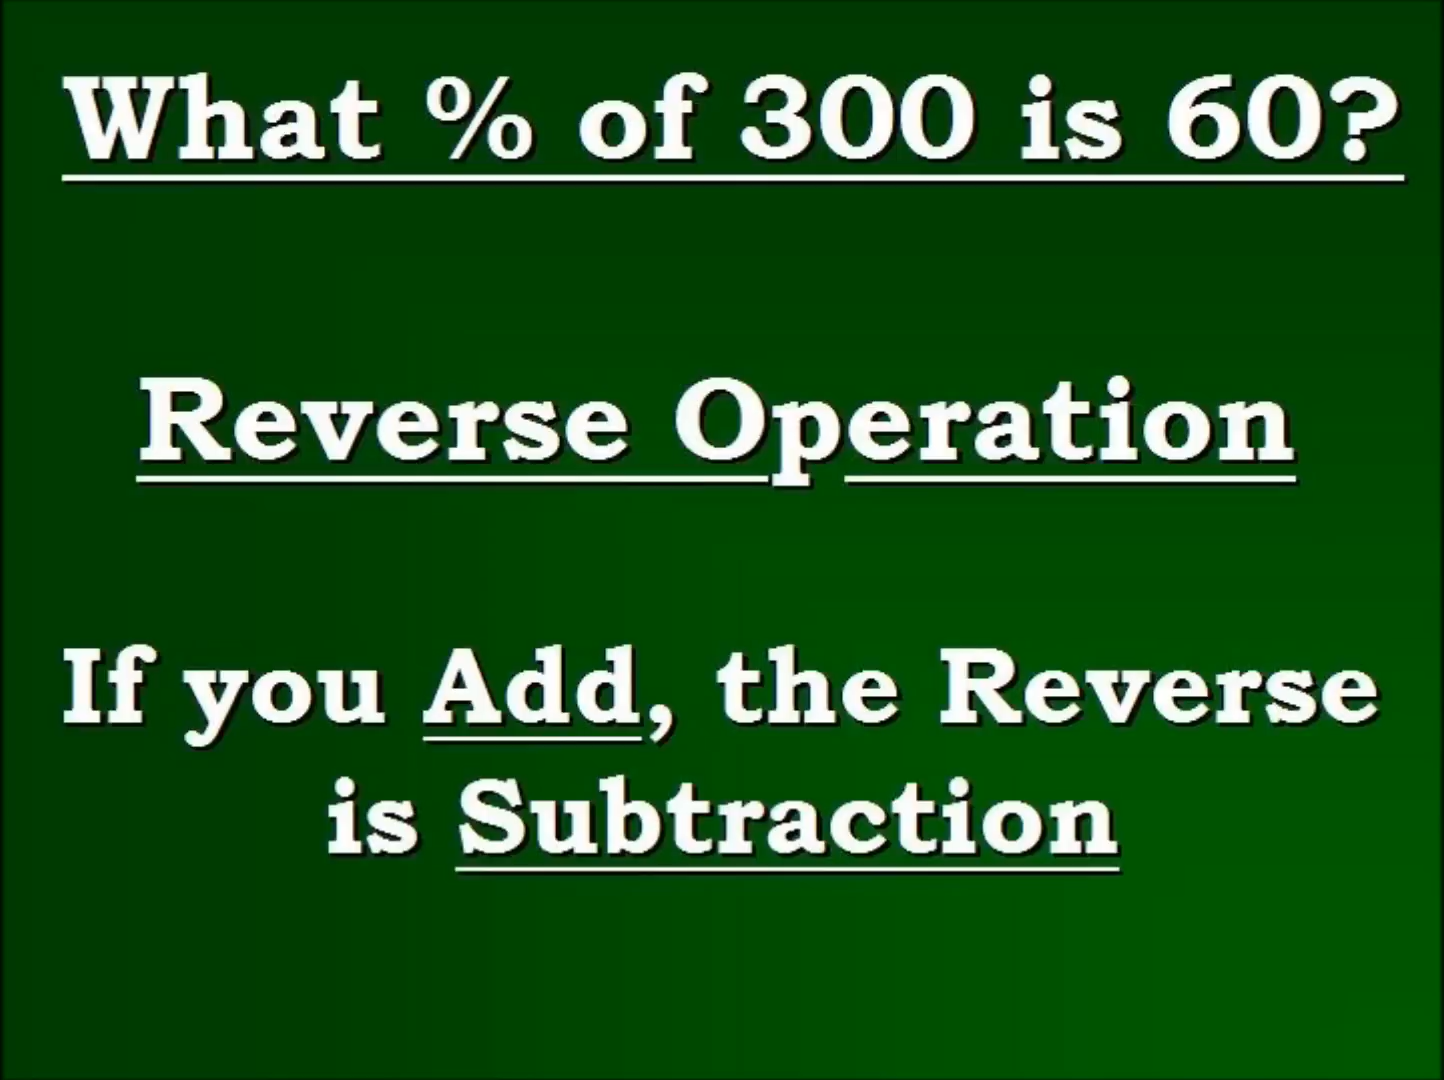 What % of 300 is 60?
Reverse Operation
If you Add, the Reverse
is Subtraction